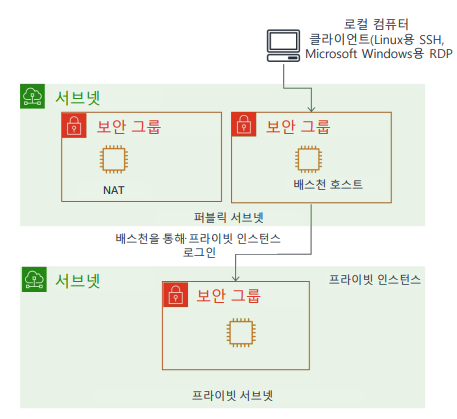 로컬 컴퓨터
클라이언트(Linux용 SSH,
Microsoft Windows용 RDP
서브넷
보안 그룹
NAT
보안 그룹
배스천 호스트
퍼블릭 서브넷
배스천을 통해 프라이빗 인스턴스
로그인
서브넷
프라이빗 인스턴스
보안 그룹
프라이빗 서브넷